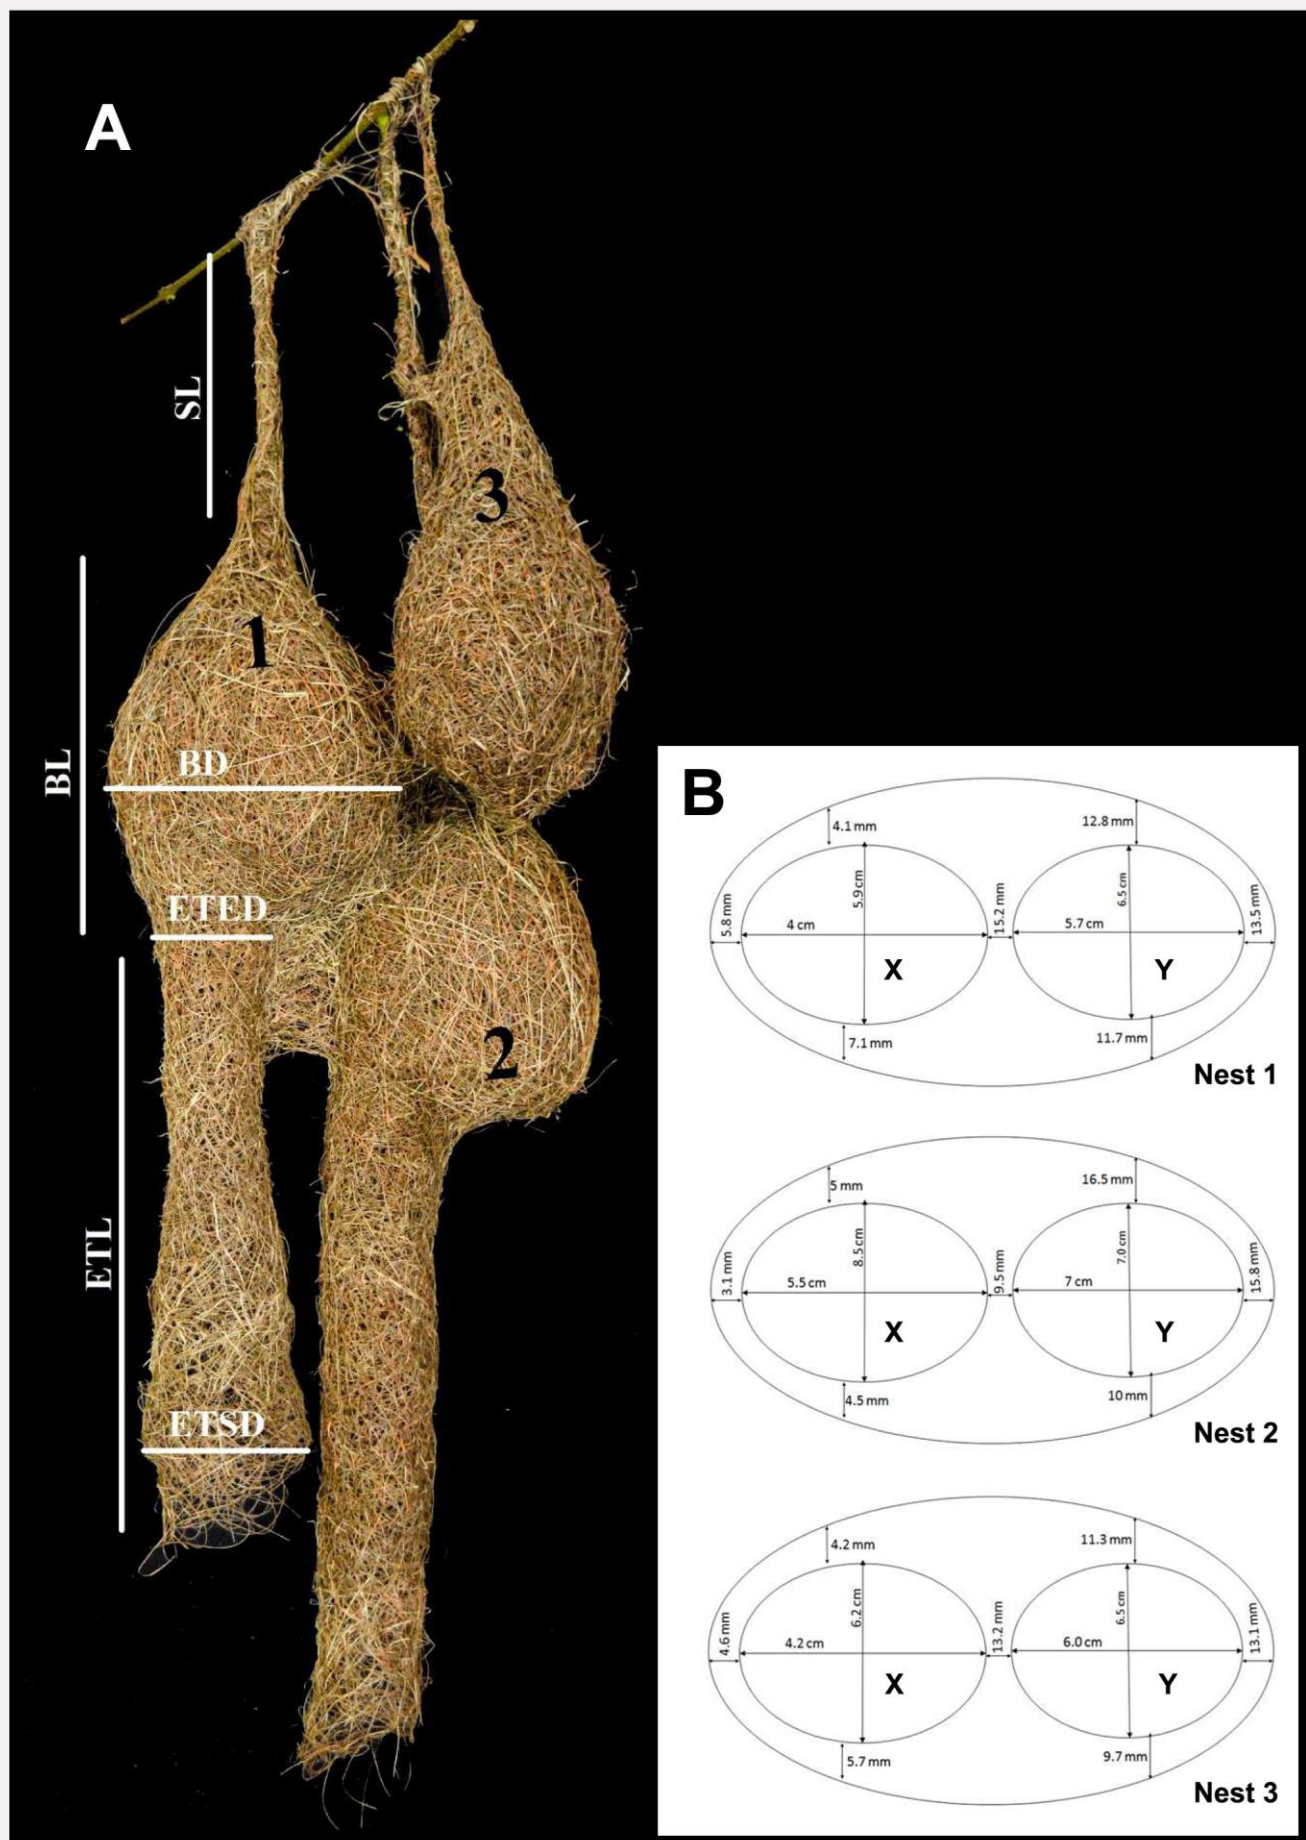 A
SL
3
1
BL
BD
ETED
2
ETL
ETSD
B
4.1 mm
12.8 mm
5.9 cm
6.5 cm
5.8 mm
4 cm
15.2 mm
5.7 cm
13.5 mm
X
Y
7.1 mm
11.7 mm
Nest 1
5 mm
16.5 mm
8.5 cm
7.0 cm
3.1 mm
5.5 cm
9.5 mm
7 cm
15.8 mm
X
Y
4.5 mm
10 mm
Nest 2
4.2 mm
11.3 mm
6.2 cm
6.5 cm
4.6 mm
4.2 cm
13.2 mm
6.0 cm
13.1 mm
X
Y
5.7 mm
9.7 mm
Nest 3